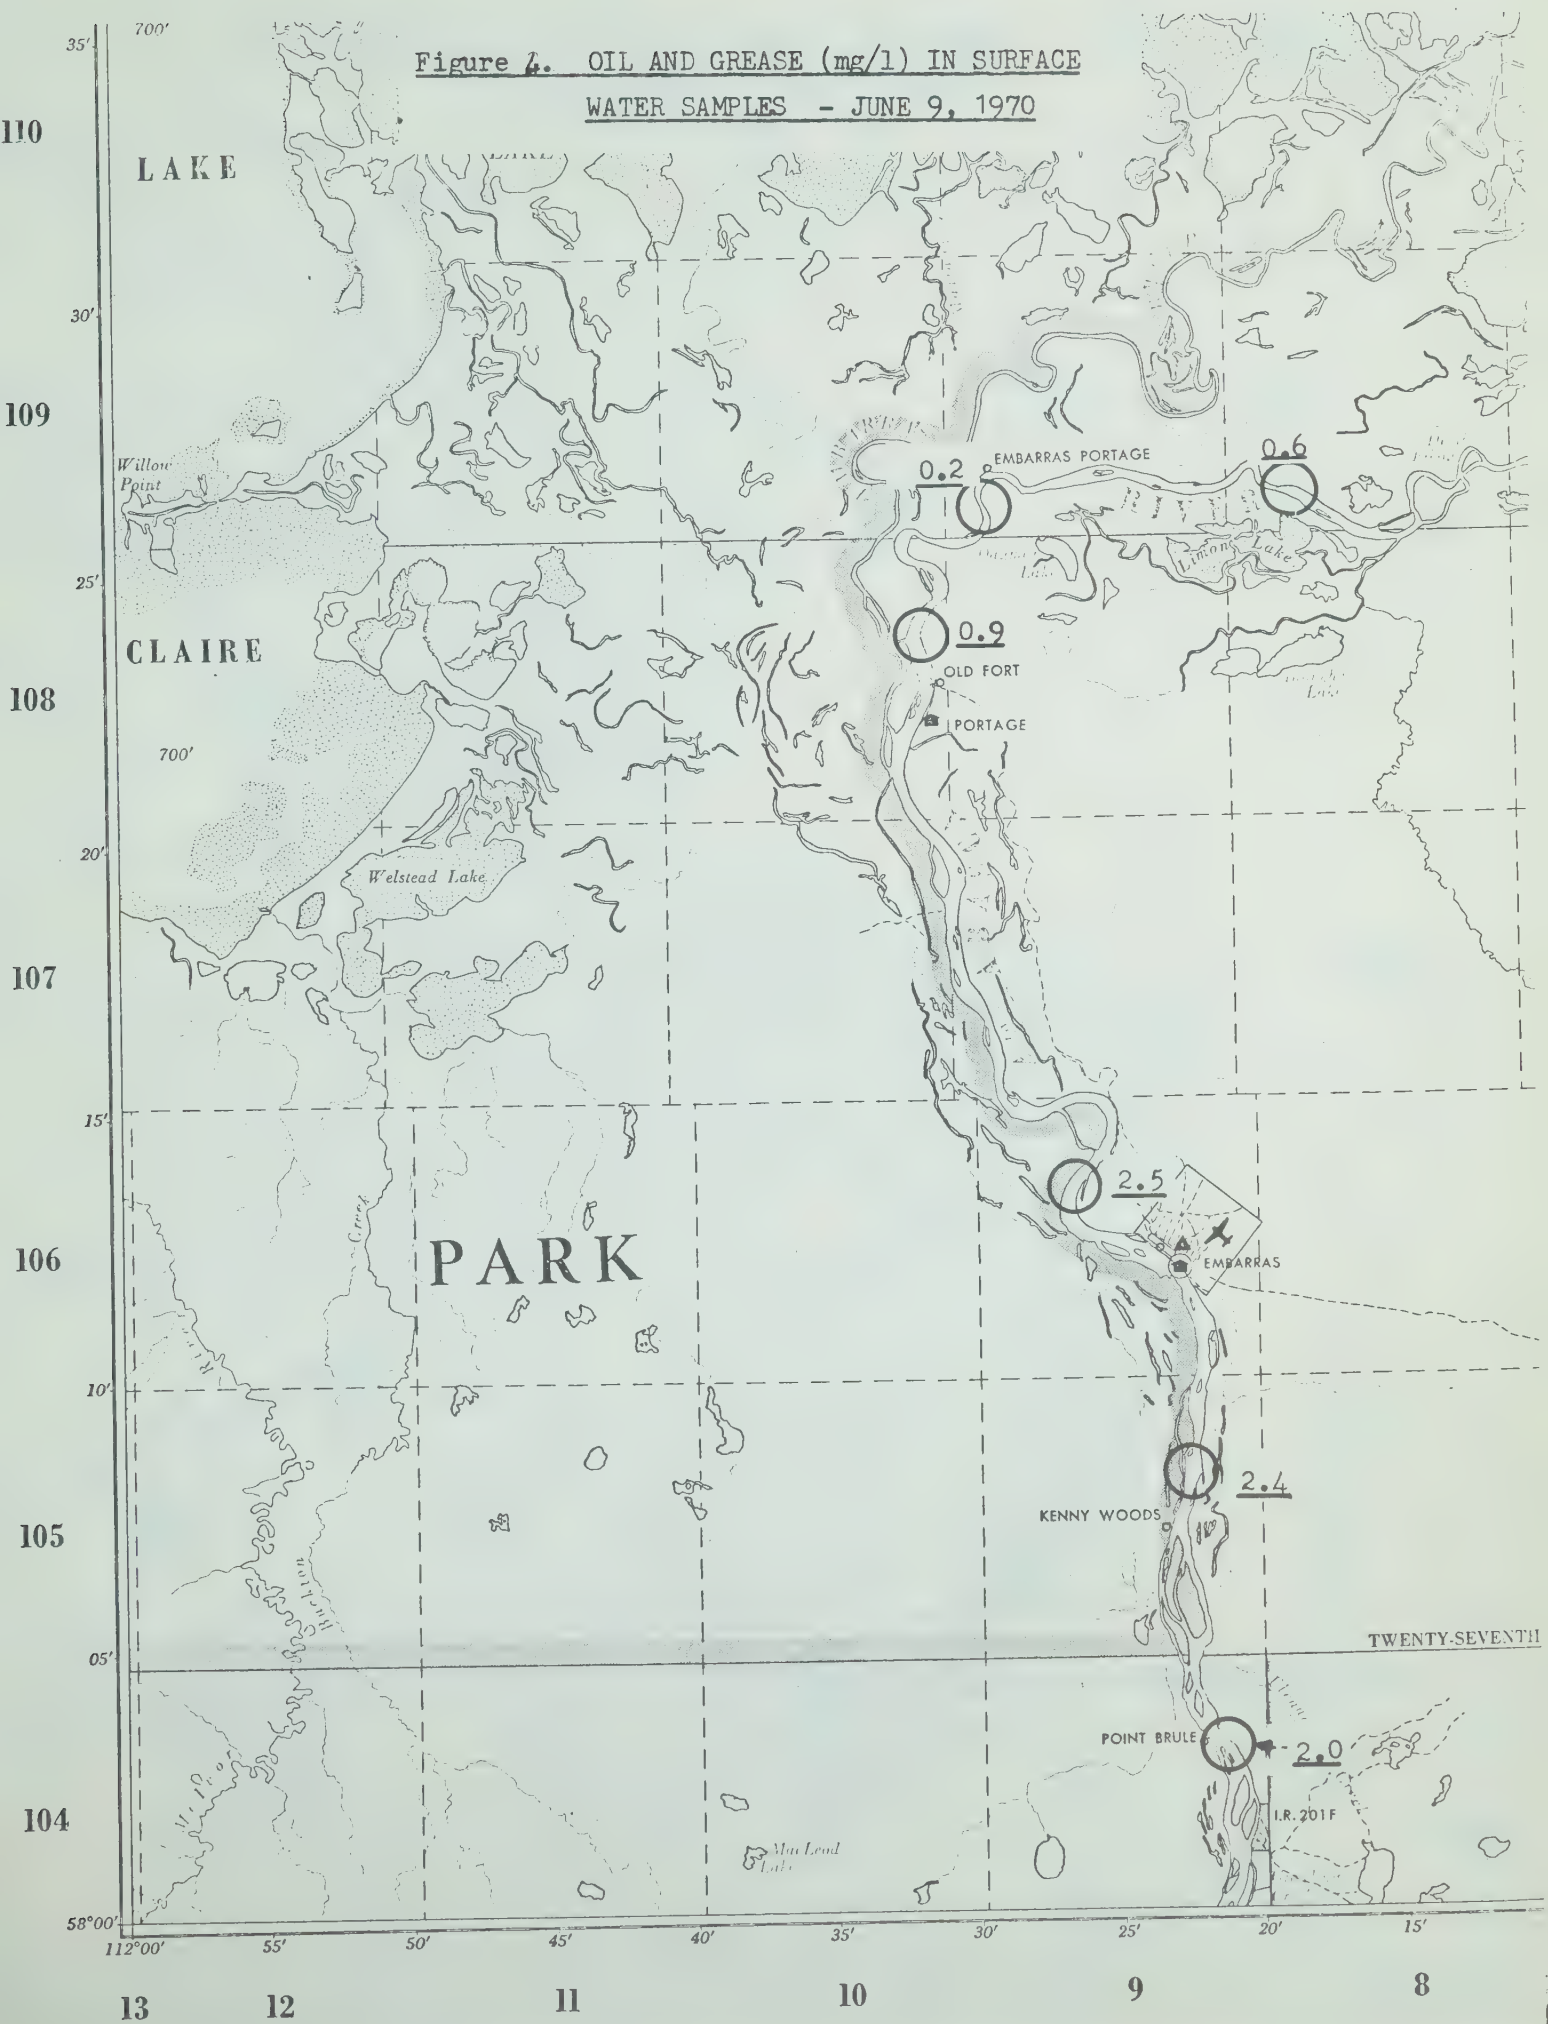 35'
700'
Figure 4. OIL AND GREASE (mg/l) IN SURFACE
WATER SAMPLES - JUNE 9, 1970
110
LAKE
LAKE
30'
109
Willow
Point
0.2
EMBARRAS PORTAGE
0.6
RIVER
Limon Lake
Lake
25'
CLAIRE
0.9
OLD FORT
108
Lake
PORTAGE
700'
20'
Welstead Lake
107
15'
2.5
106
PARK
EMBARRAS
Creek
10'
2.4
KENNY WOODS
105
TWENTY-SEVENTH
05'
POINT BRULE
2.0
104
I.R. 201F
MacLeod
Lake
58°00'
112°00'
55'
50'
45'
40'
35'
30'
25'
20'
15'
13
12
11
10
9
8